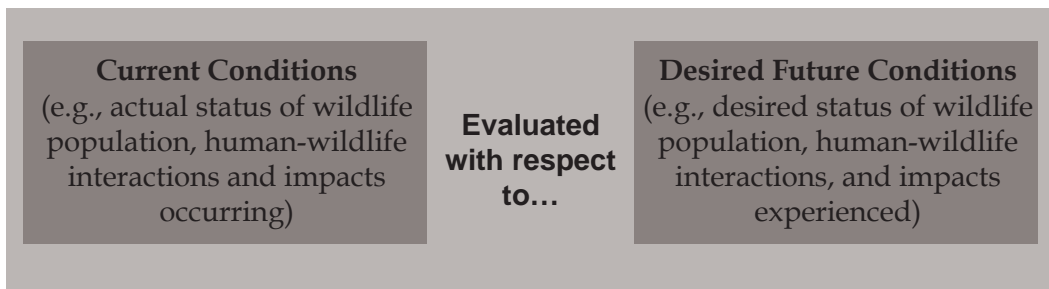 Current Conditions
(e.g., actual status of wildlife
population, human-wildlife
interactions and impacts
occurring)
Evaluated
with respect
to…
Desired Future Conditions
(e.g., desired status of wildlife
population, human-wildlife
interactions, and impacts
experienced)